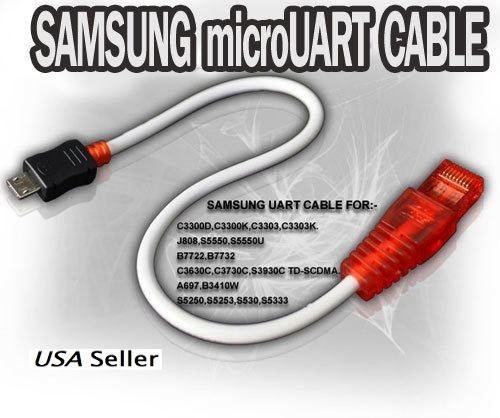 SAMSUNG microUART CABLE
SAMSUNG UART CABLE FOR:-
C3300D,C3300K,C3303,C3303K.
J808,S5550,S5550U
B7722,B7732
C3630C,C3730C,S3930C TD-SCDMA.
A697,B3410W
S5250,S5253,S530,S5333
USA Seller